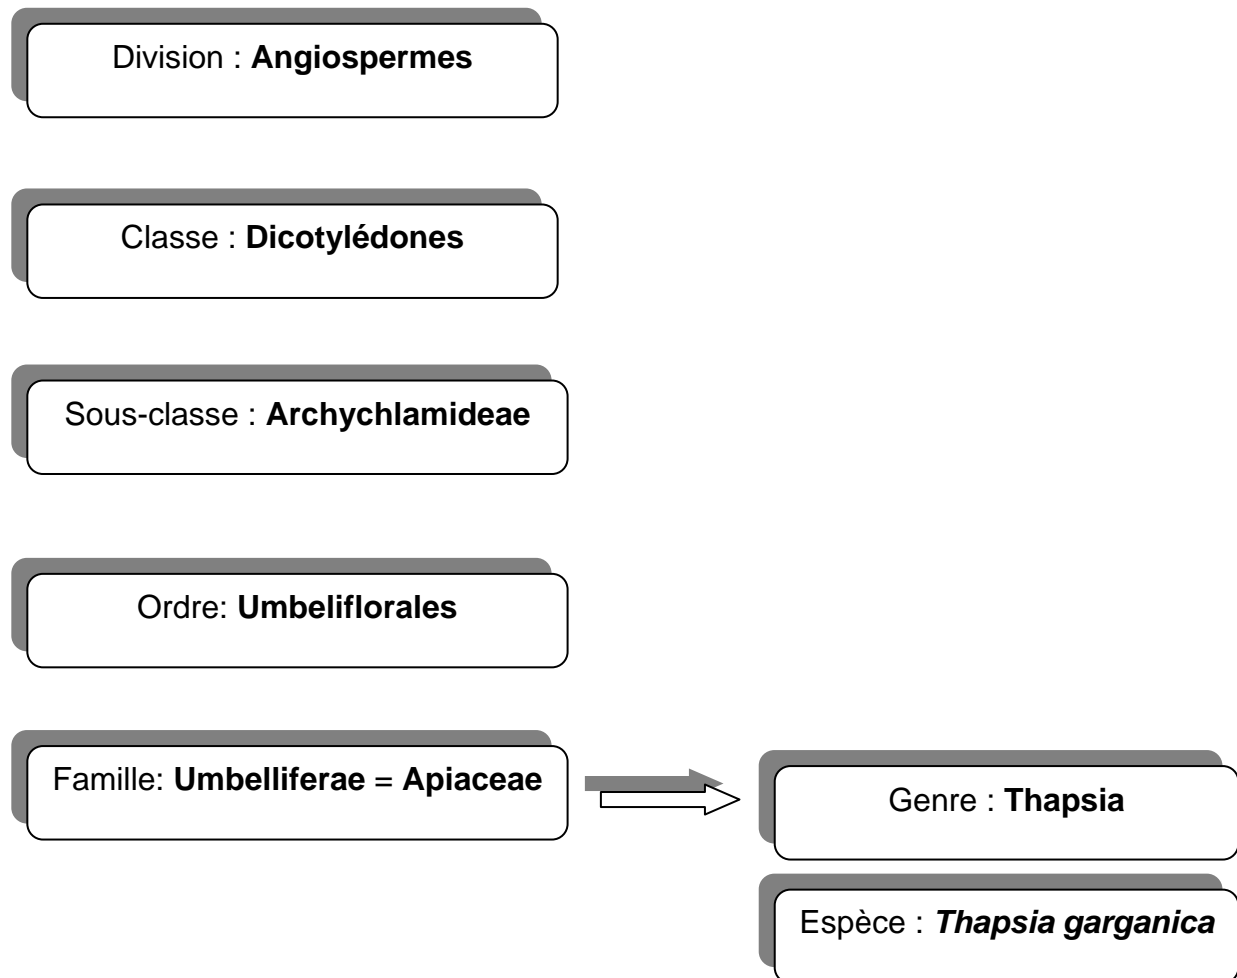 Division : Angiospermes
Classe : Dicotylédones
Sous-classe : Archychlamideae
Ordre: Umbeliflorales
Famille: Umbelliferae = Apiaceae
Genre : Thapsia
Espèce : Thapsia garganica